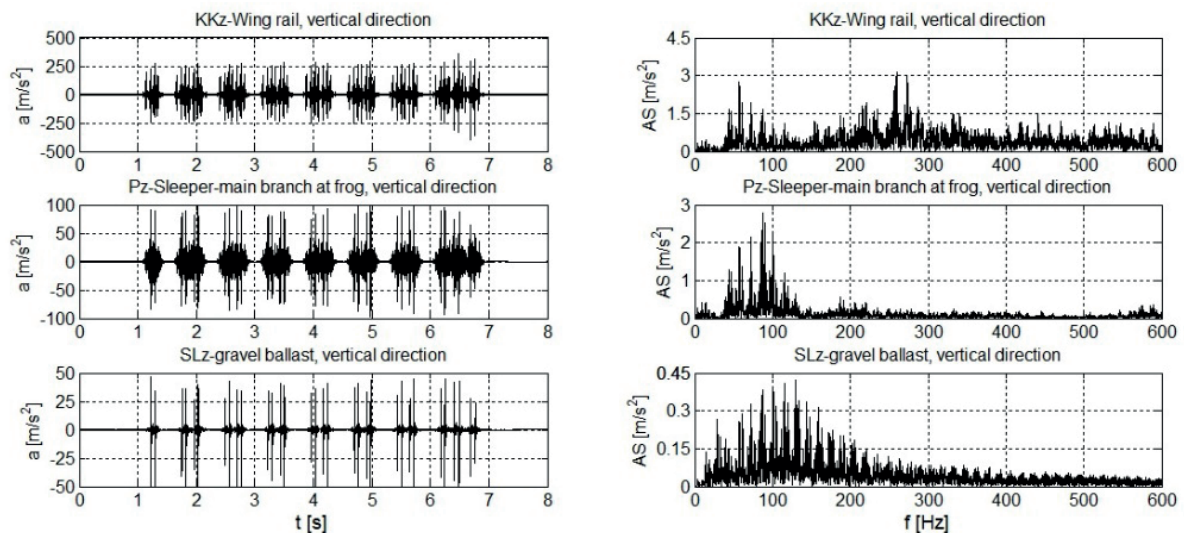 KKz-Wing rail, vertical direction
500
250
0
-250
-500
a [m/s²]
0 1 2 3 4 5 6 7 8
Pz-Sleeper-main branch at frog, vertical direction
100
50
0
-50
-100
a [m/s²]
0 1 2 3 4 5 6 7 8
SLz-gravel ballast, vertical direction
50
25
0
-25
-50
a [m/s²]
0 1 2 3 4 5 6 7 8
t [s]
KKz-Wing rail, vertical direction
4.5
3
1.5
0
AS [m/s²]
0 100 200 300 400 500 600
Pz-Sleeper-main branch at frog, vertical direction
3
2
1
0
AS [m/s²]
0 100 200 300 400 500 600
SLz-gravel ballast, vertical direction
0.45
0.3
0.15
0
AS [m/s²]
0 100 200 300 400 500 600
f [Hz]